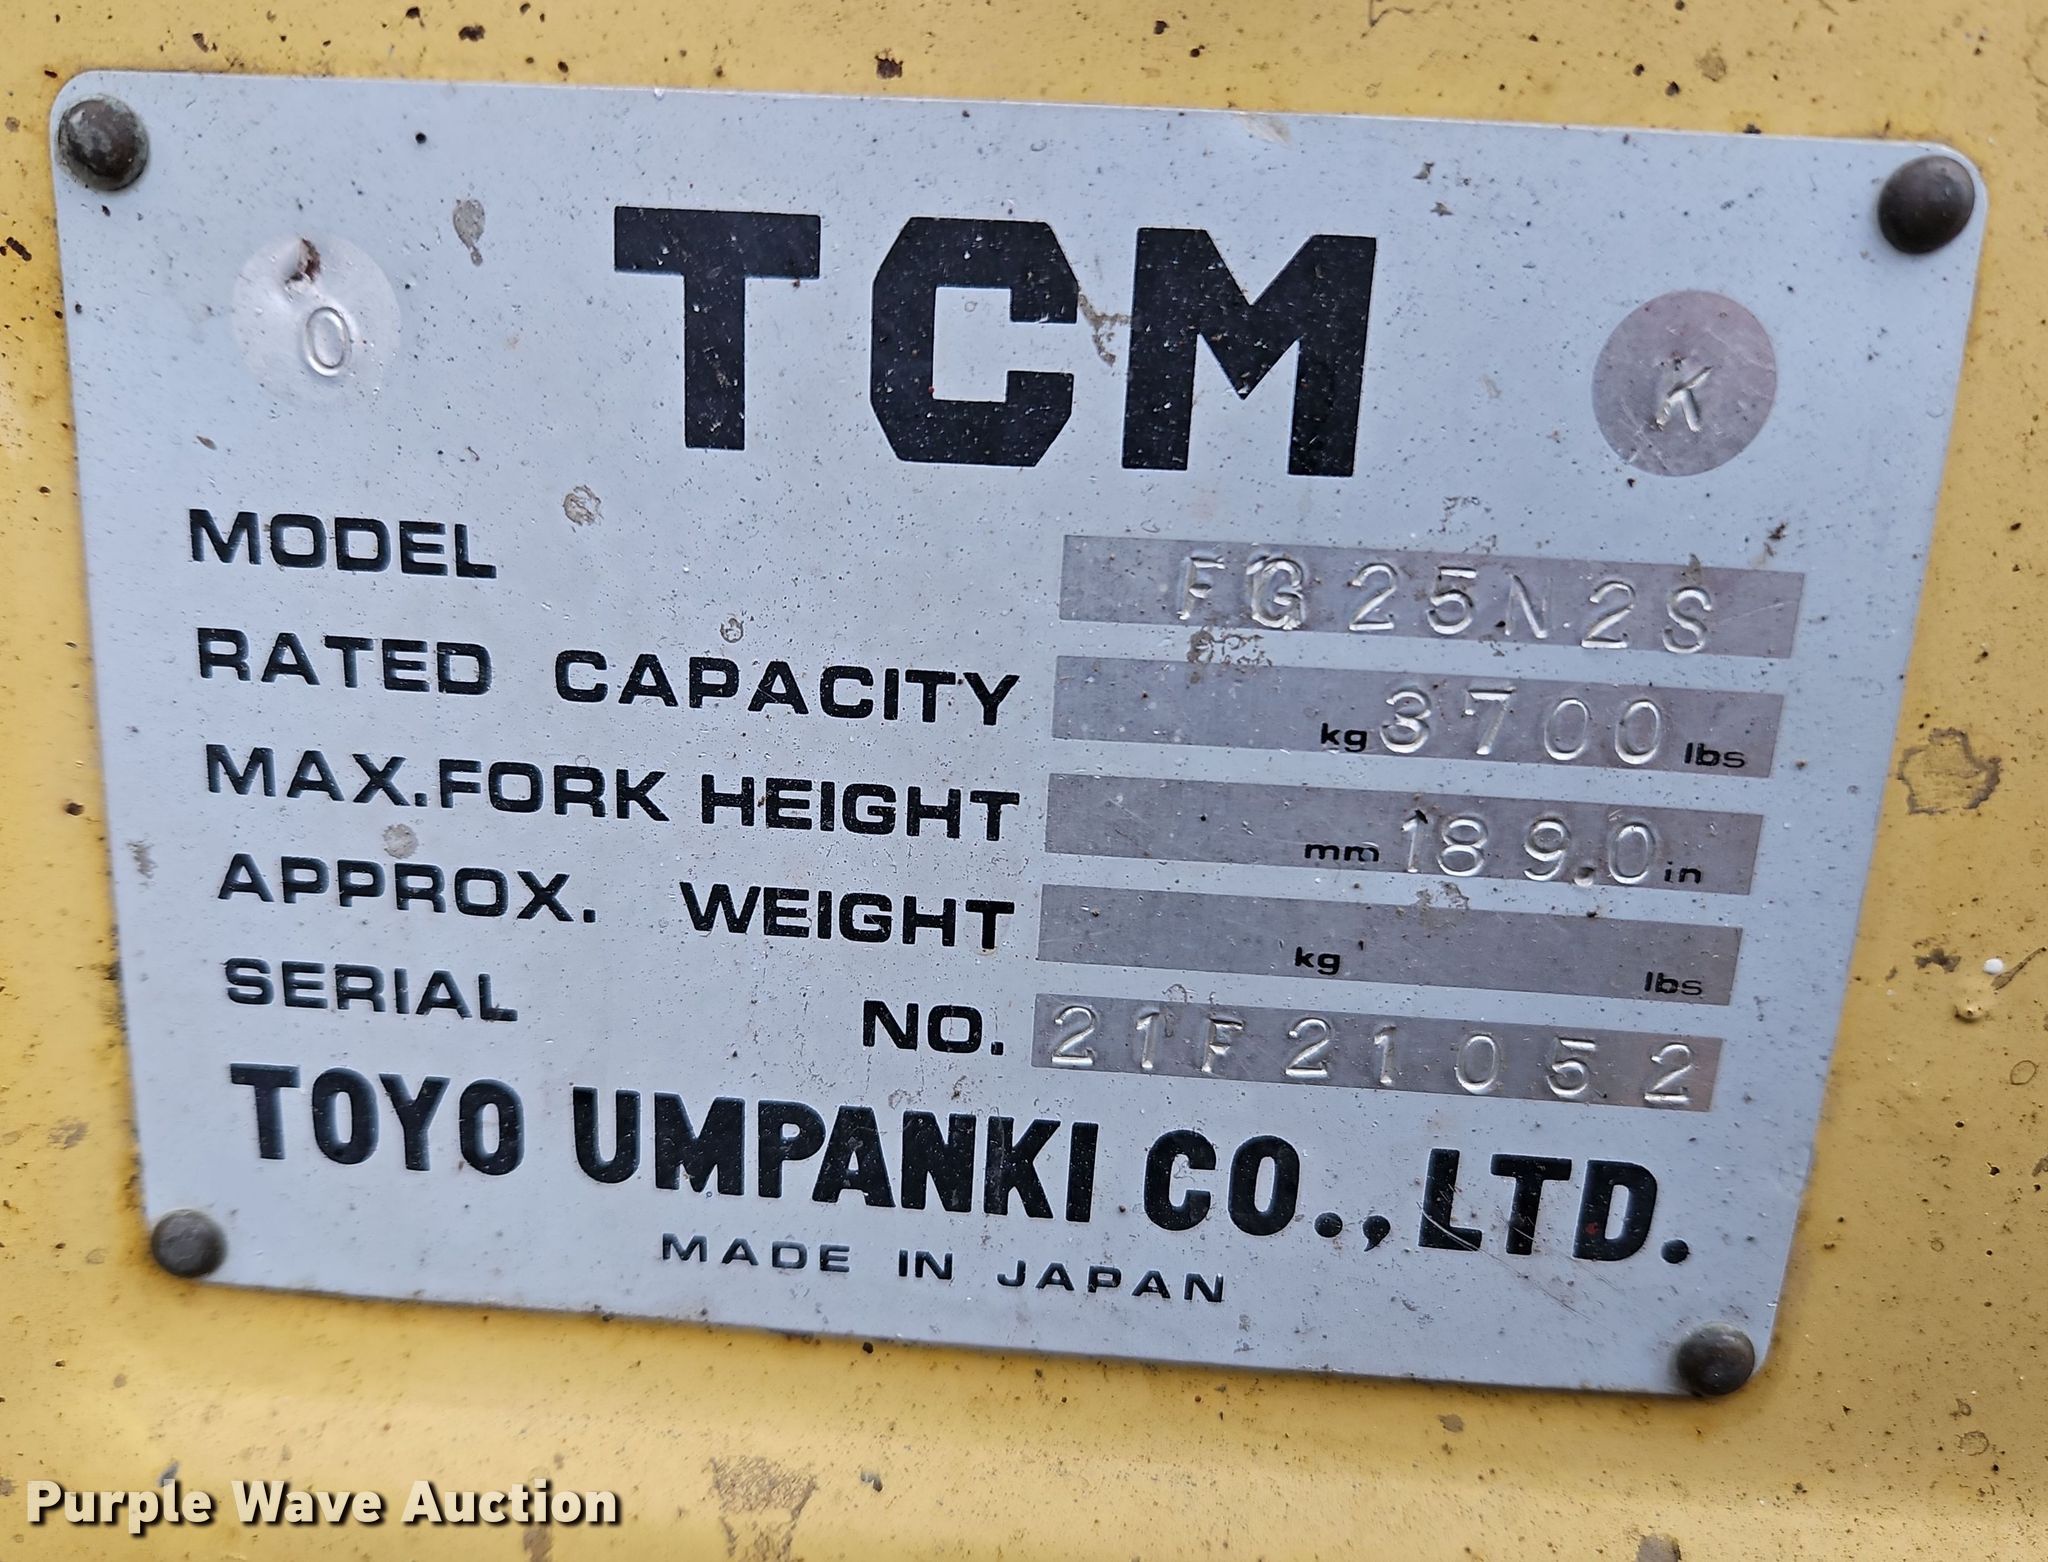 TCM
O
K
MODEL FG25N2S
RATED CAPACITY kg 3700 lbs
MAX.FORK HEIGHT mm 189.0 in
APPROX. WEIGHT kg lbs
SERIAL NO. 21F21052
TOYO UMPANKI CO., LTD.
MADE IN JAPAN
Purple Wave Auction